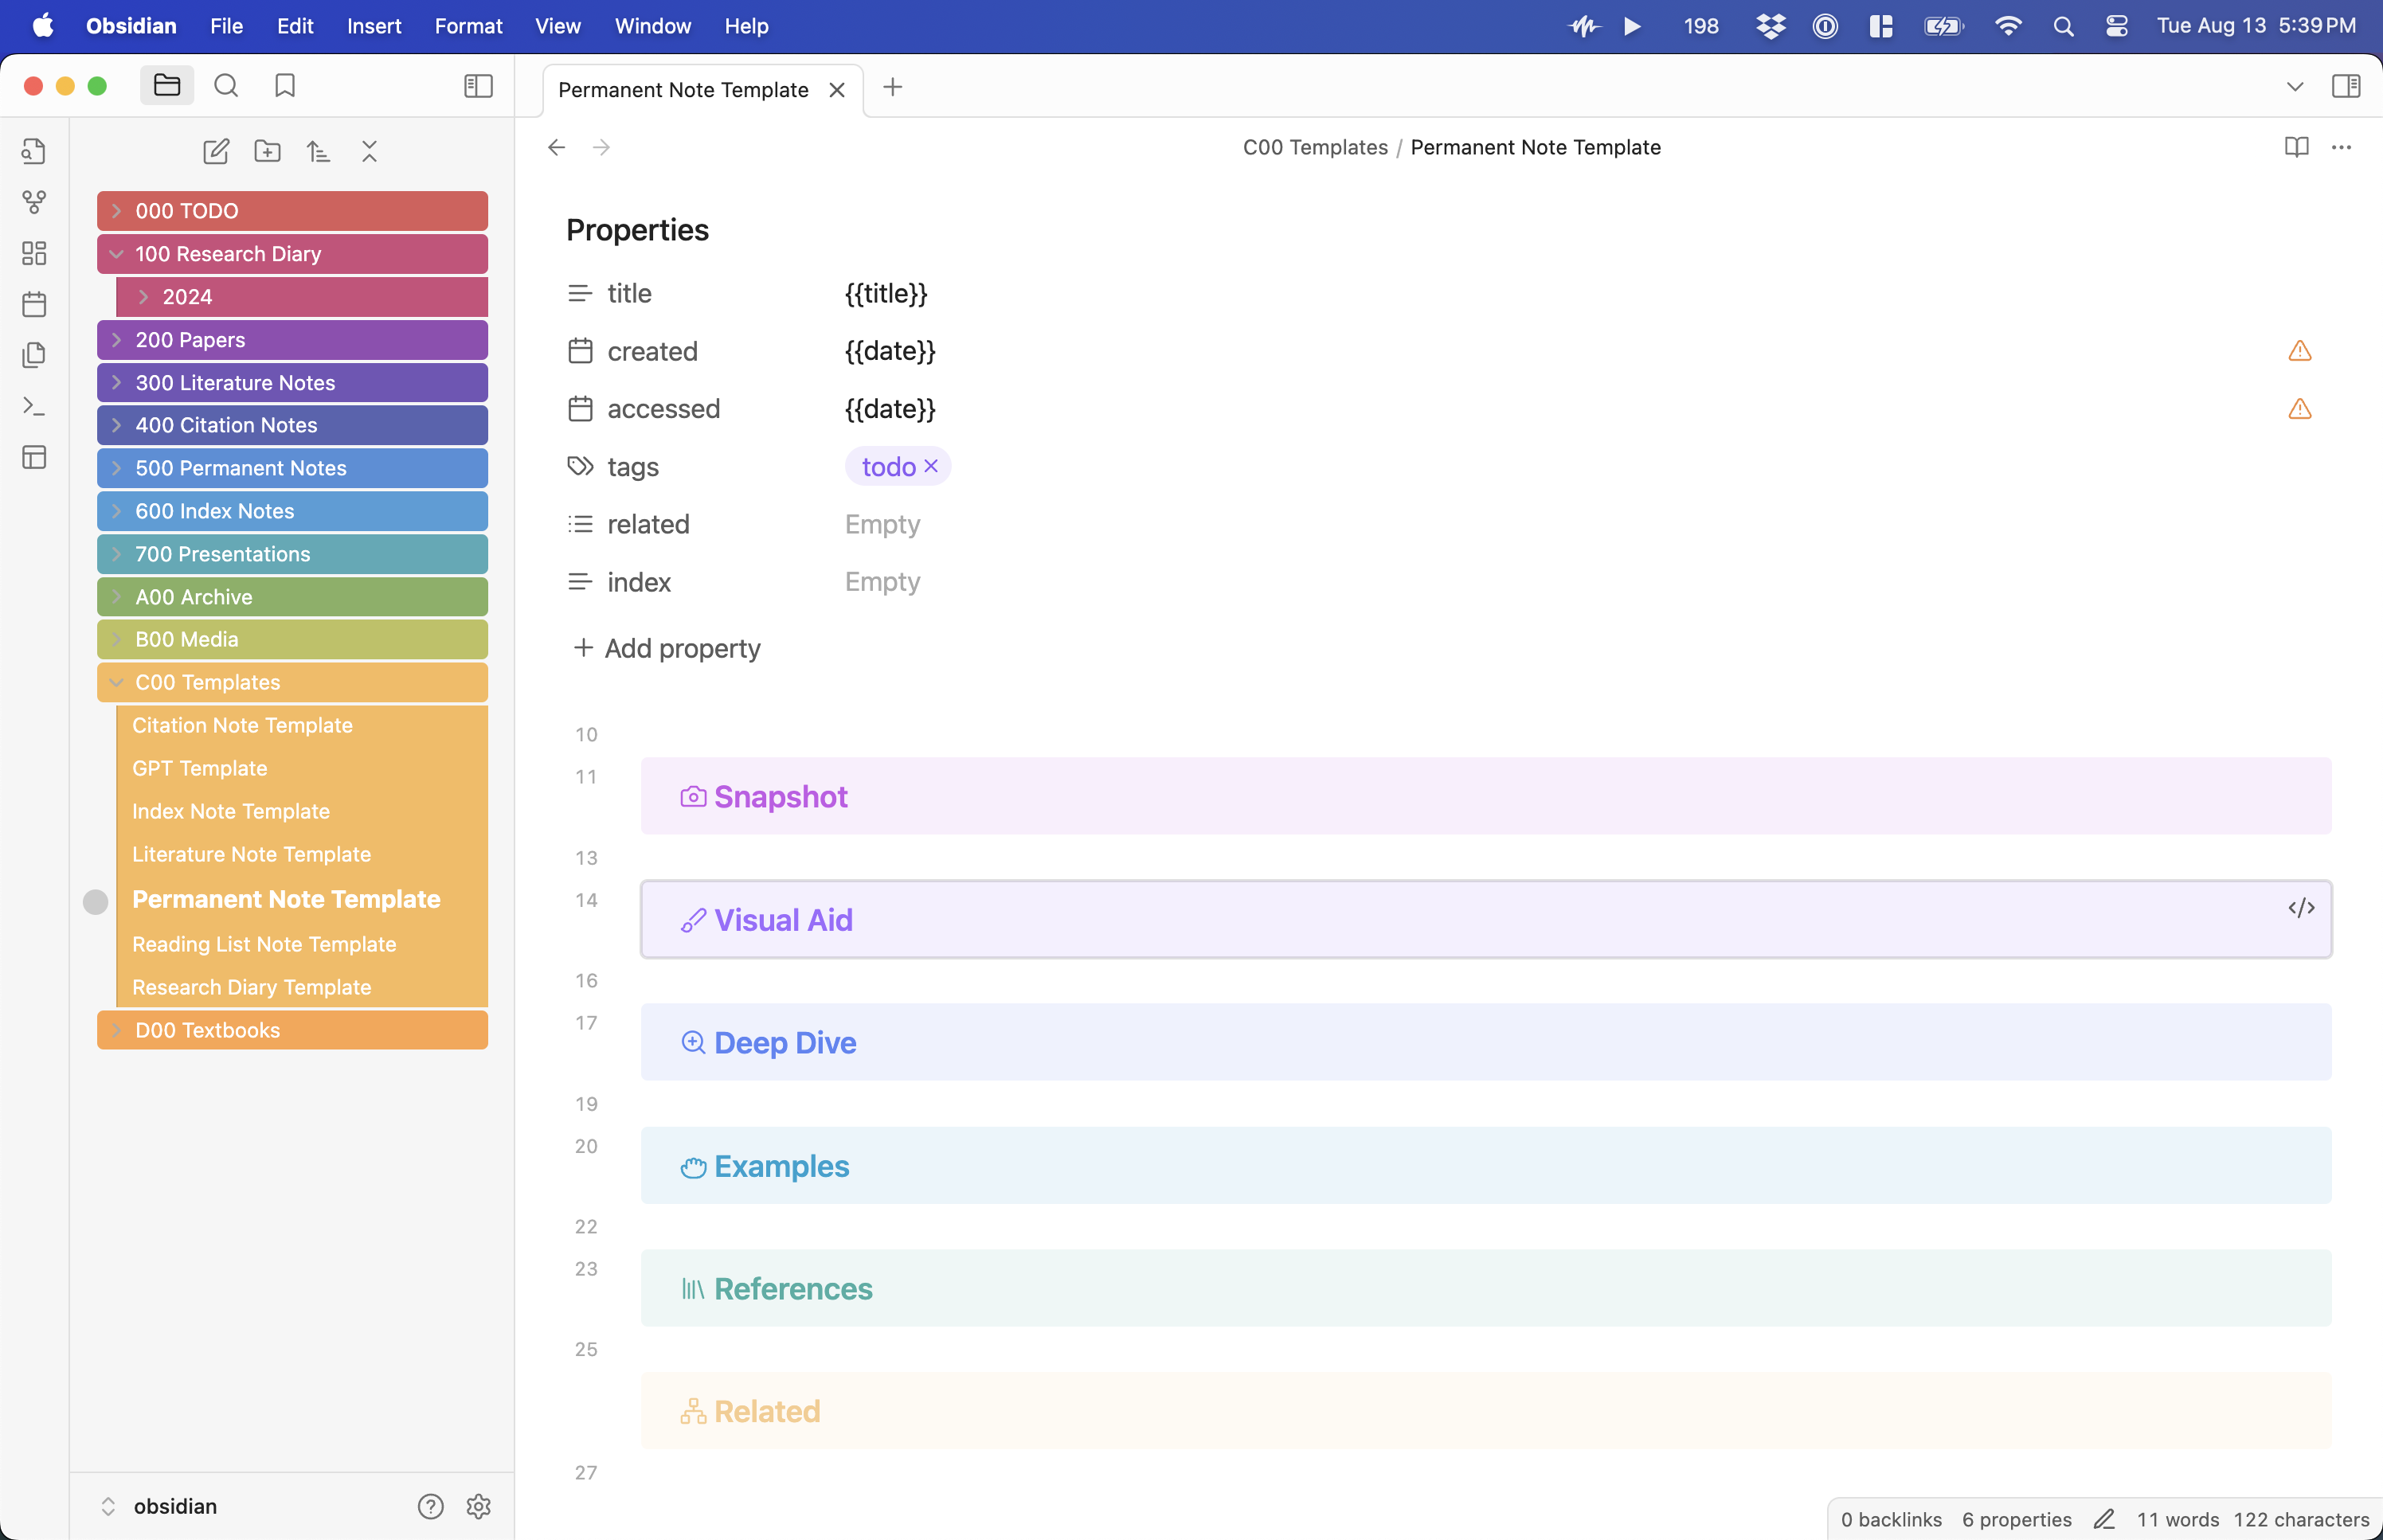 Obsidian File Edit Insert Format View Window Help 198 Tue Aug 13 5:39 PM
Permanent Note Template
C00 Templates / Permanent Note Template
000 TODO
100 Research Diary
2024
200 Papers
300 Literature Notes
400 Citation Notes
500 Permanent Notes
600 Index Notes
700 Presentations
A00 Archive
B00 Media
C00 Templates
Citation Note Template
GPT Template
Index Note Template
Literature Note Template
Permanent Note Template
Reading List Note Template
Research Diary Template
D00 Textbooks
obsidian
Properties
title {{title}}
created {{date}}
accessed {{date}}
tags todo
related Empty
index Empty
+ Add property
10
11 Snapshot
13
14 Visual Aid </>
16
17 Deep Dive
19
20 Examples
22
23 References
25
Related
27
0 backlinks 6 properties 11 words 122 characters